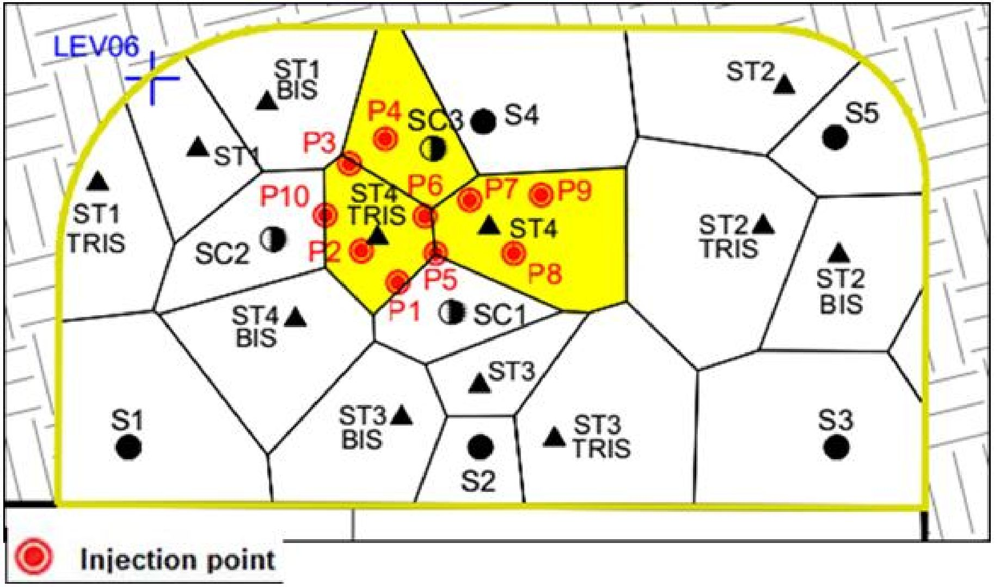 LEV06
ST1
BIS
ST2
P4
SC3
S4
S5
P3
ST1
ST1
TRIS
P10
ST4
TRIS
P6
P7
P9
SC2
P2
ST4
ST2
TRIS
P8
P5
ST2
BIS
P1
SC1
ST4
BIS
ST3
S1
ST3
BIS
S2
ST3
TRIS
S3
Injection point